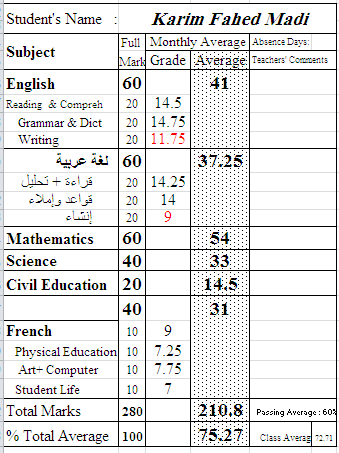 Student's Name : Karim Fahed Madi
Subject Full Mark Monthly Average Absence Days:
Grade Average Teachers' Comments
English 60 41
Reading & Compreh 20 14.5
Grammar & Dict 20 14.75
Writing 20 11.75
لغة عربية 60 37.25
قراءة + تحليل 20 14.25
قواعد وإملاء 20 14
إنشاء 20 9
Mathematics 60 54
Science 40 33
Civil Education 20 14.5
40 31
French 10 9
Physical Education 10 7.25
Art+ Computer 10 7.75
Student Life 10 7
Total Marks 280 210.8 Passing Average : 60%
% Total Average 100 75.27 Class Averag 72.71